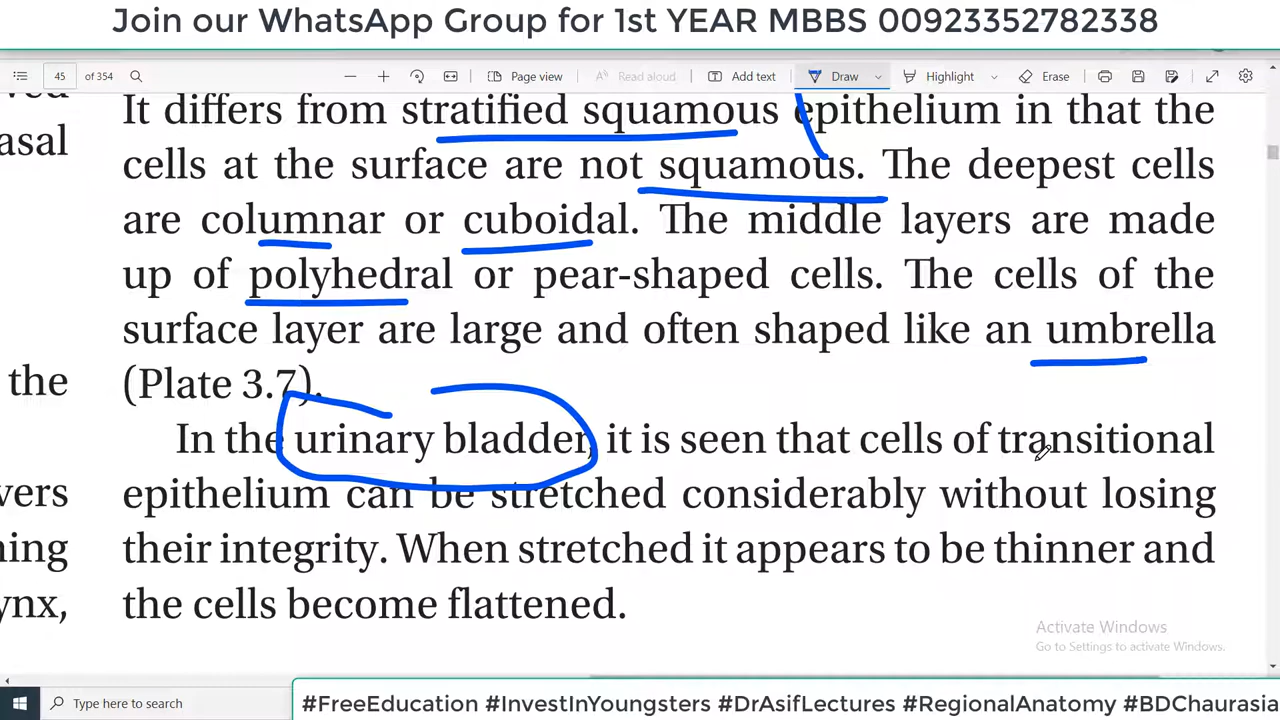 Join our WhatsApp Group for 1st YEAR MBBS 00923352782338
45 of 354 Page view Read aloud Add text Draw Highlight Erase
It differs from stratified squamous epithelium in that the
asal cells at the surface are not squamous. The deepest cells
are columnar or cuboidal. The middle layers are made
up of polyhedral or pear-shaped cells. The cells of the
surface layer are large and often shaped like an umbrella
the (Plate 3.7).
In the urinary bladder, it is seen that cells of transitional
vers epithelium can be stretched considerably without losing
ning their integrity. When stretched it appears to be thinner and
ynx, the cells become flattened.
Activate Windows
Go to Settings to activate Windows.
Type here to search
#FreeEducation #InvestInYoungsters #DrAsifLectures #RegionalAnatomy #BDChaurasia